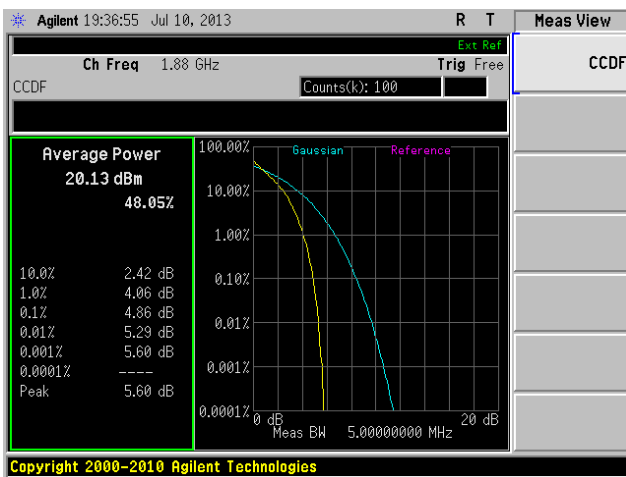 Agilent 19:36:55 Jul 10, 2013 R T
Meas View
Ext Ref
Ch Freq 1.88 GHz Trig Free
CCDF Counts(k): 100
CCDF
Average Power
20.13 dBm
48.05%
10.0% 2.42 dB
1.0% 4.06 dB
0.1% 4.86 dB
0.01% 5.29 dB
0.001% 5.60 dB
0.0001% ----
Peak 5.60 dB
100.00% Gaussian Reference
10.00%
1.00%
0.10%
0.01%
0.001%
0.0001%
0 dB 20 dB
Meas BW 5.00000000 MHz
Copyright 2000-2010 Agilent Technologies